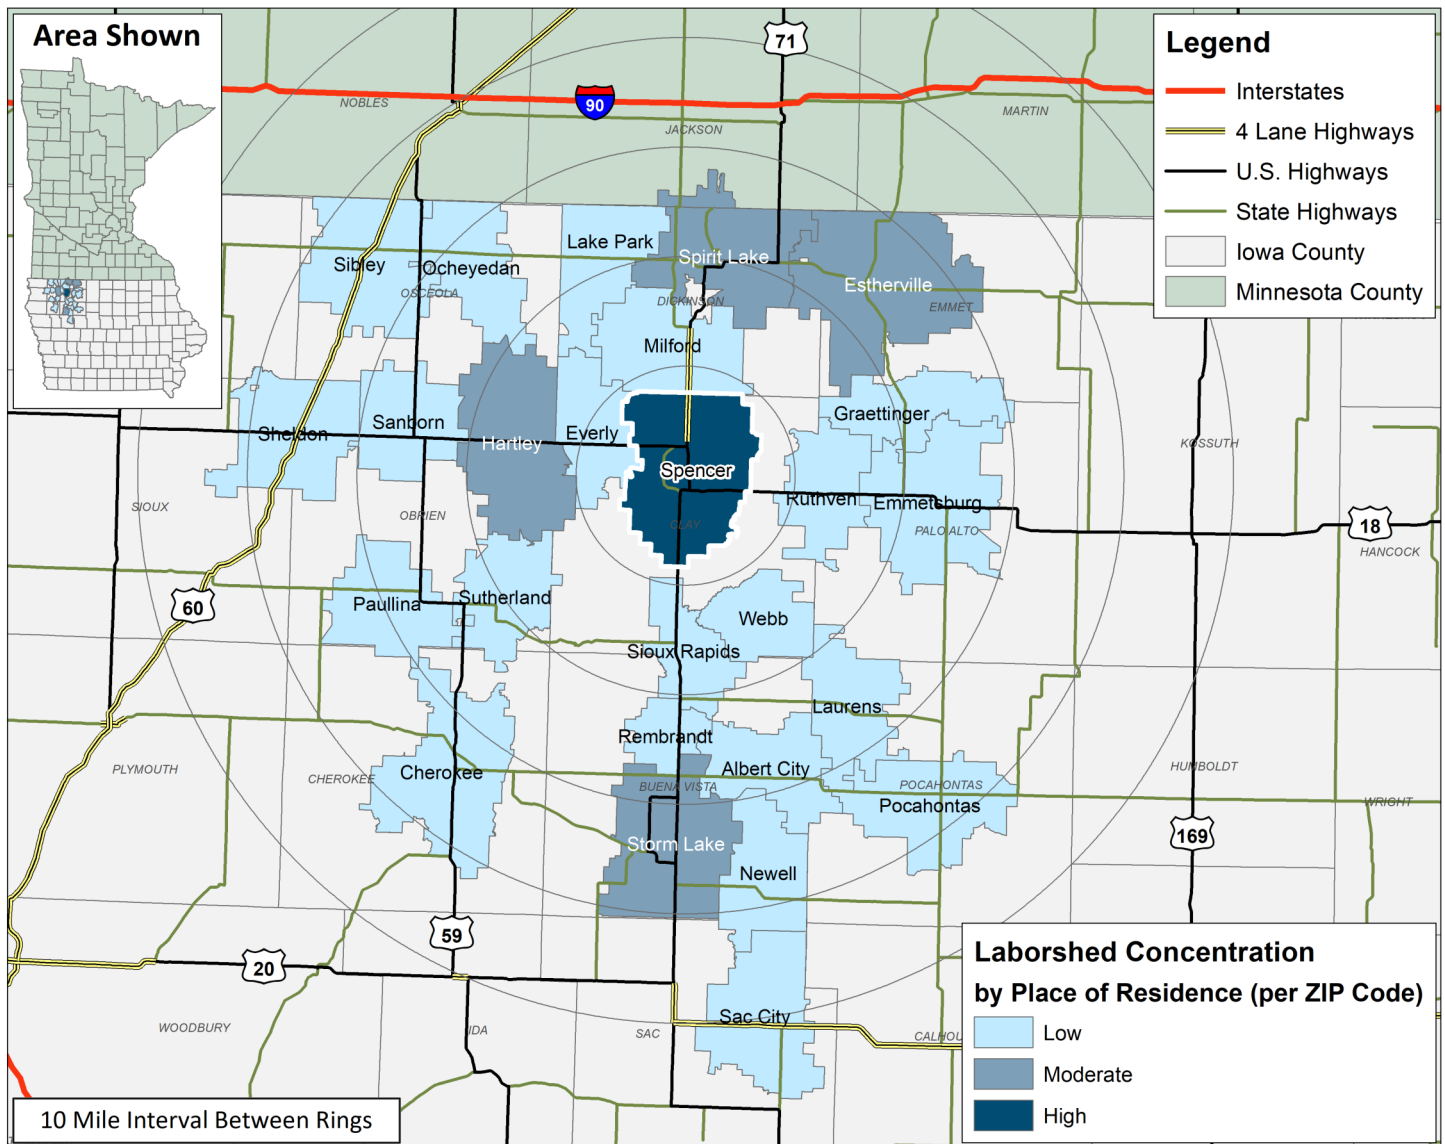 Area Shown
71
Legend
Interstates
4 Lane Highways
U.S. Highways
State Highways
Iowa County
Minnesota County
90
NOBLES
JACKSON
MARTIN
Lake Park
Spirit Lake
Sibley
Ocheyedan
OSCEOLA
DICKINSON
Estherville
EMMET
Milford
Graettinger
Sanborn
Sheldon
Hartley
Everly
KOSSUTH
Spencer
SIOUX
OBRIEN
CLAY
Ruthven
Emmetsburg
PALO ALTO
18
HANCOCK
60
Paullina
Sutherland
Webb
Sioux Rapids
Laurens
Rembrandt
PLYMOUTH
CHEROKEE
Cherokee
BUENA VISTA
Albert City
POCAHONTAS
Pocahontas
HUMBOLDT
WRIGHT
169
Storm Lake
Newell
59
20
Sac City
WOODBURY
IDA
SAC
CALHOU
Laborshed Concentration
by Place of Residence (per ZIP Code)
Low
Moderate
High
10 Mile Interval Between Rings